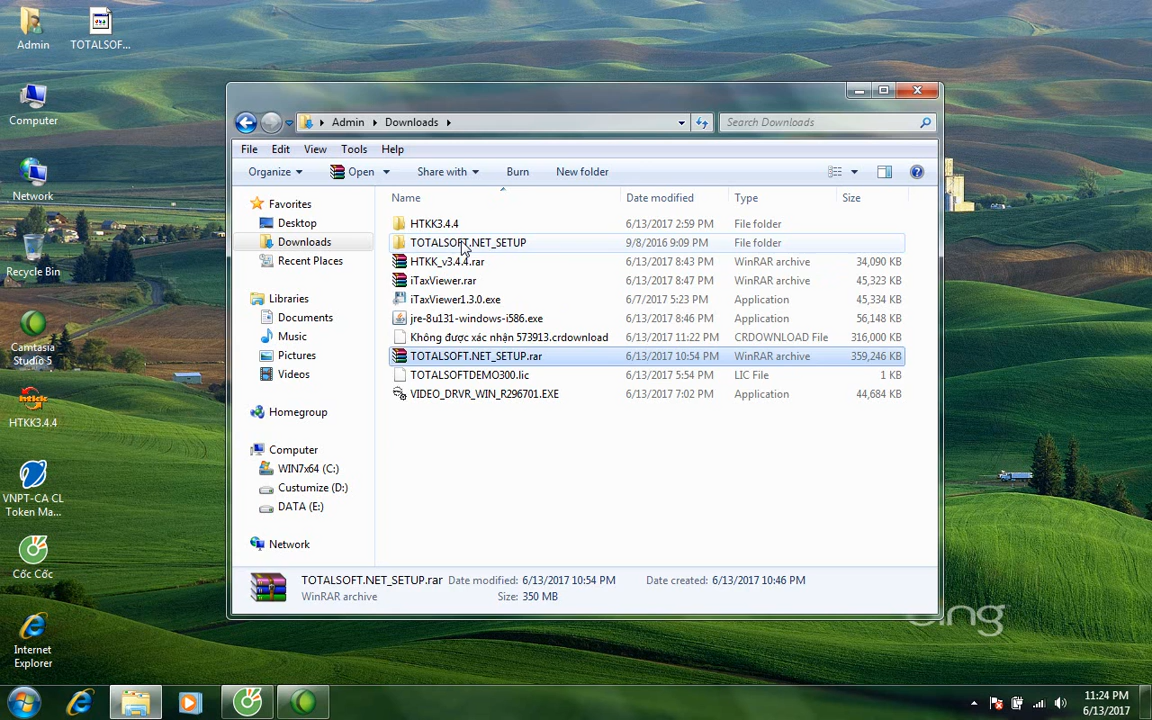 Admin
TOTALSOF...
Computer
Network
Recycle Bin
Camtasia
Studio 5
HTKK3.4.4
VNPT-CA CL
Token Ma...
Cốc Cốc
Internet
Explorer
Admin Downloads
Search Downloads
File Edit View Tools Help
Organize Open Share with Burn New folder
Favorites
Desktop
Downloads
Recent Places
Libraries
Documents
Music
Pictures
Videos
Homegroup
Computer
WIN7x64 (C:)
Custumize (D:)
DATA (E:)
Network
Name Date modified Type Size
HTKK3.4.4 6/13/2017 2:59 PM File folder
TOTALSOFT.NET_SETUP 9/8/2016 9:09 PM File folder
HTKK_v3.4.4.rar 6/13/2017 8:43 PM WinRAR archive 34,090 KB
iTaxViewer.rar 6/13/2017 8:47 PM WinRAR archive 45,323 KB
iTaxViewer1.3.0.exe 6/7/2017 5:23 PM Application 45,334 KB
jre-8u131-windows-i586.exe 6/13/2017 8:46 PM Application 56,148 KB
Không được xác nhận 573913.crdownload 6/13/2017 11:22 PM CRDOWNLOAD File 316,000 KB
TOTALSOFT.NET_SETUP.rar 6/13/2017 10:54 PM WinRAR archive 359,246 KB
TOTALSOFTDEMO300.lic 6/13/2017 5:54 PM LIC File 1 KB
VIDEO_DRVR_WIN_R296701.EXE 6/13/2017 7:02 PM Application 44,684 KB
TOTALSOFT.NET_SETUP.rar Date modified: 6/13/2017 10:54 PM Date created: 6/13/2017 10:46 PM
WinRAR archive Size: 350 MB
bing
11:24 PM
6/13/2017